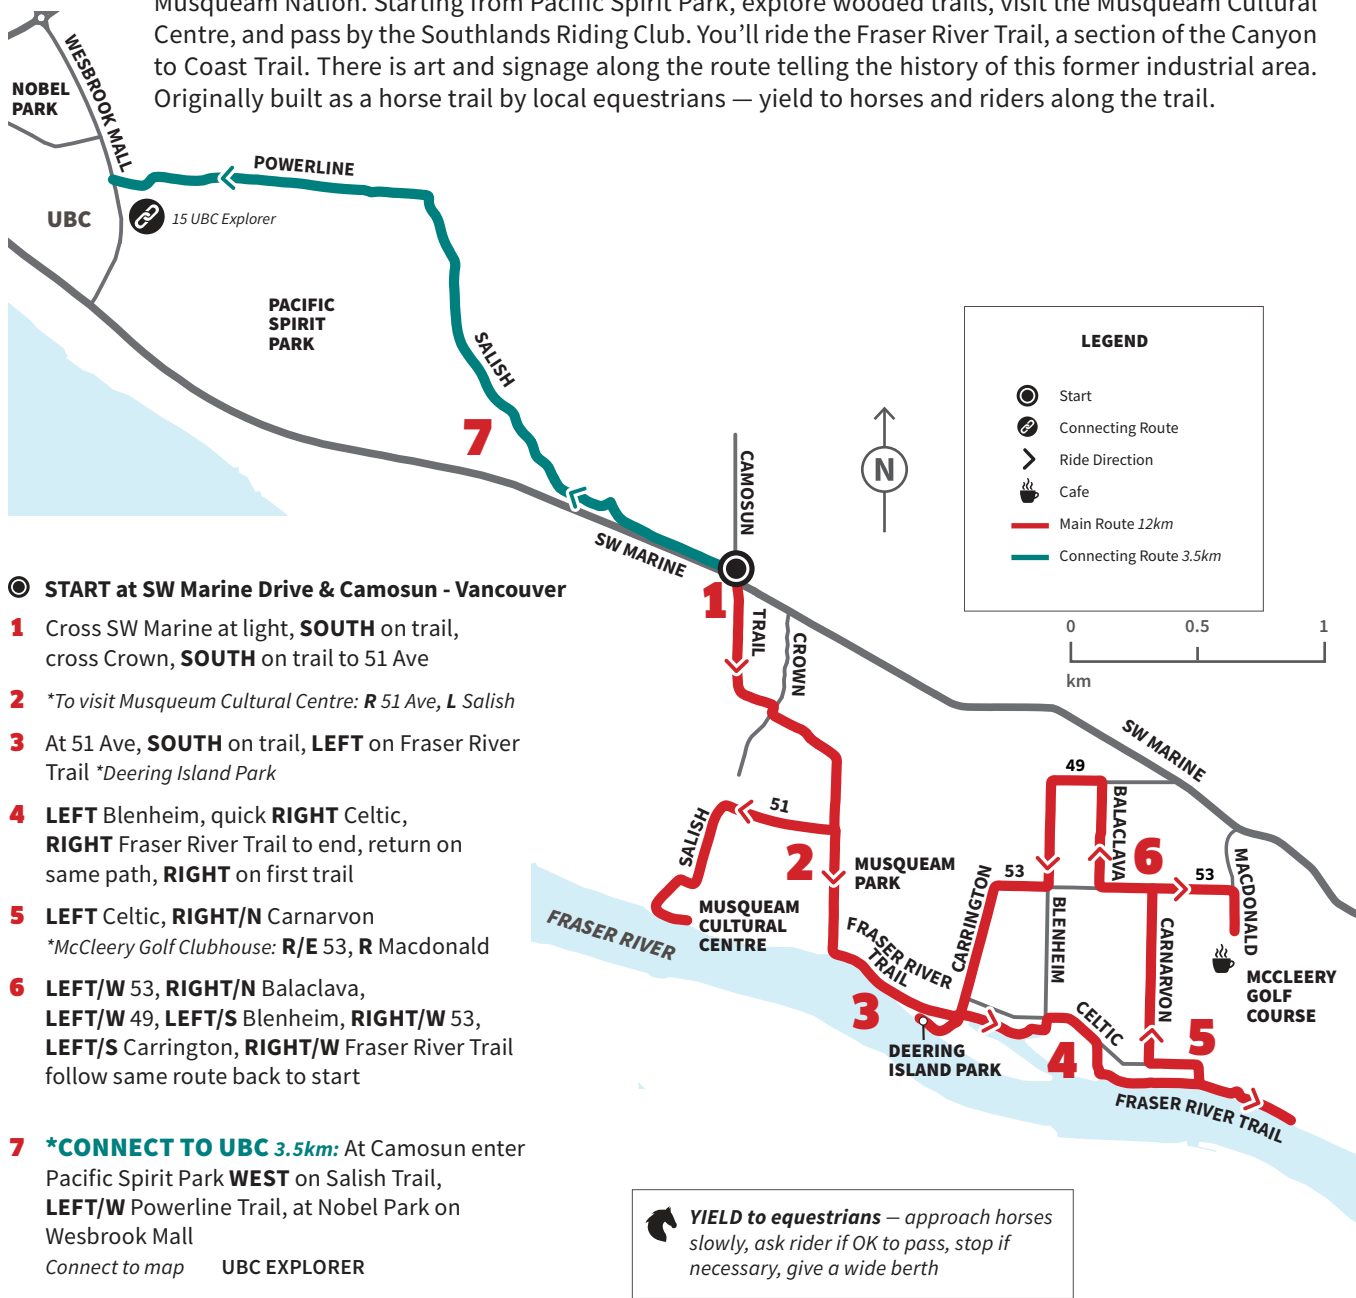 Musqueam Nation. Starting from Pacific Spirit Park, explore wooded trails, visit the Musqueam Cultural
Centre, and pass by the Southlands Riding Club. You'll ride the Fraser River Trail, a section of the Canyon
to Coast Trail. There is art and signage along the route telling the history of this former industrial area.
Originally built as a horse trail by local equestrians — yield to horses and riders along the trail.
WESBROOK MALL
NOBEL
PARK
POWERLINE
UBC
15 UBC Explorer
PACIFIC
SPIRIT
PARK
SALISH
7
CAMOSUN
SW MARINE
N
LEGEND
Start
Connecting Route
Ride Direction
Cafe
Main Route 12km
Connecting Route 3.5km
0 0.5 1
km
START at SW Marine Drive & Camosun - Vancouver
1 Cross SW Marine at light, SOUTH on trail,
cross Crown, SOUTH on trail to 51 Ave
2 *To visit Musqueum Cultural Centre: R 51 Ave, L Salish
3 At 51 Ave, SOUTH on trail, LEFT on Fraser River
Trail *Deering Island Park
4 LEFT Blenheim, quick RIGHT Celtic,
RIGHT Fraser River Trail to end, return on
same path, RIGHT on first trail
5 LEFT Celtic, RIGHT/N Carnarvon
*McCleery Golf Clubhouse: R/E 53, R Macdonald
6 LEFT/W 53, RIGHT/N Balaclava,
LEFT/W 49, LEFT/S Blenheim, RIGHT/W 53,
LEFT/S Carrington, RIGHT/W Fraser River Trail
follow same route back to start
7 *CONNECT TO UBC 3.5km: At Camosun enter
Pacific Spirit Park WEST on Salish Trail,
LEFT/W Powerline Trail, at Nobel Park on
Wesbrook Mall
Connect to map UBC EXPLORER
1
TRAIL
CROWN
SW MARINE
49
BALACLAVA
51
SALISH
2
MUSQUEAM
PARK
MUSQUEAM
CULTURAL
CENTRE
FRASER RIVER
FRASER RIVER
TRAIL
CARRINGTON
53
BLENHEIM
6
53
MACDONALD
CARNARVON
MCCLEERY
GOLF
COURSE
3
DEERING
ISLAND PARK
CELTIC
4
5
FRASER RIVER TRAIL
YIELD to equestrians — approach horses
slowly, ask rider if OK to pass, stop if
necessary, give a wide berth